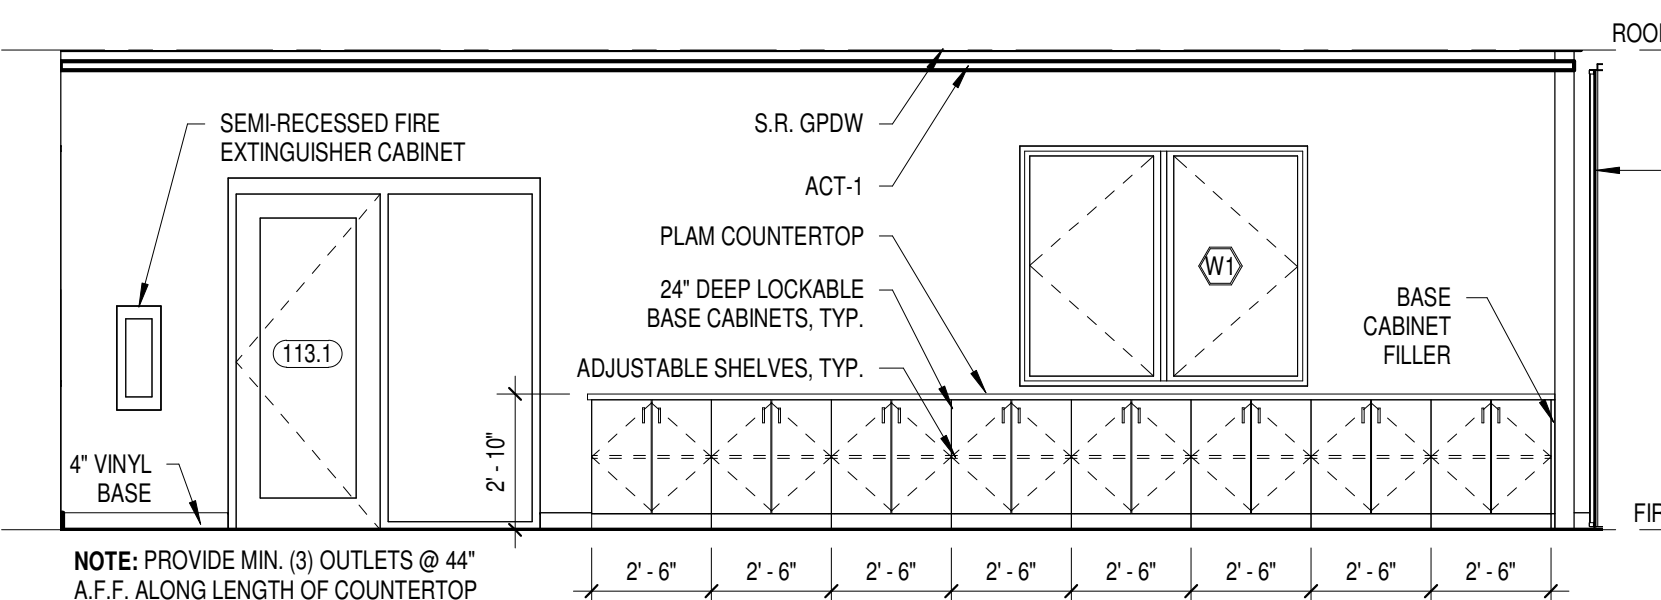 ROO
SEMI-RECESSED FIRE
EXTINGUISHER CABINET
S.R. GPDW
ACT-1
PLAM COUNTERTOP
24" DEEP LOCKABLE
BASE CABINETS, TYP.
ADJUSTABLE SHELVES, TYP.
W1
BASE
CABINET
FILLER
113.1
2' - 10"
4" VINYL
BASE
FIR
NOTE: PROVIDE MIN. (3) OUTLETS @ 44"
A.F.F. ALONG LENGTH OF COUNTERTOP
2' - 6" 2' - 6" 2' - 6" 2' - 6" 2' - 6" 2' - 6" 2' - 6" 2' - 6"